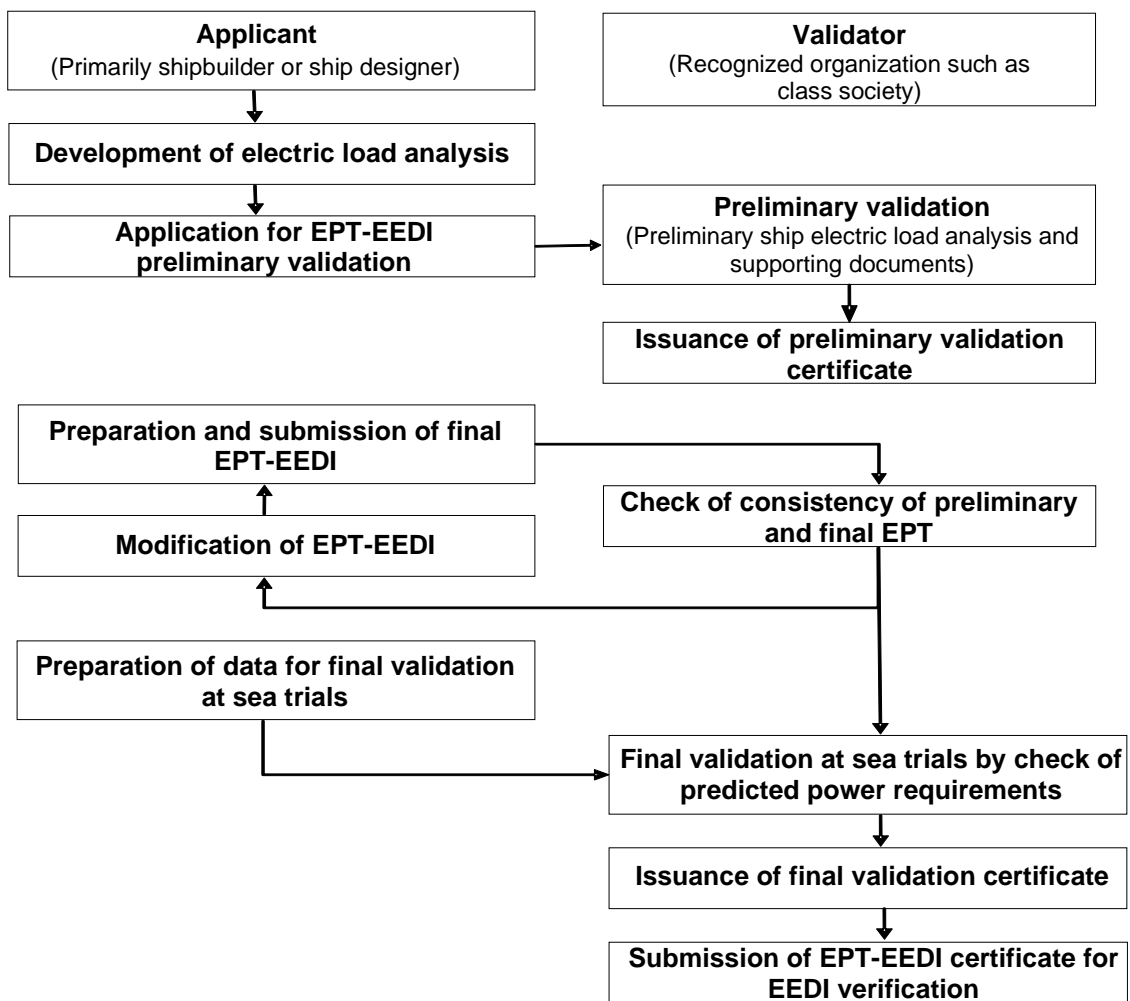 Applicant
(Primarily shipbuilder or ship designer)
Validator
(Recognized organization such as
class society)
Development of electric load analysis
Application for EPT-EEDI
preliminary validation
Preliminary validation
(Preliminary ship electric load analysis and
supporting documents)
Issuance of preliminary validation
certificate
Preparation and submission of final
EPT-EEDI
Check of consistency of preliminary
and final EPT
Modification of EPT-EEDI
Preparation of data for final validation
at sea trials
Final validation at sea trials by check of
predicted power requirements
Issuance of final validation certificate
Submission of EPT-EEDI certificate for
EEDI verification